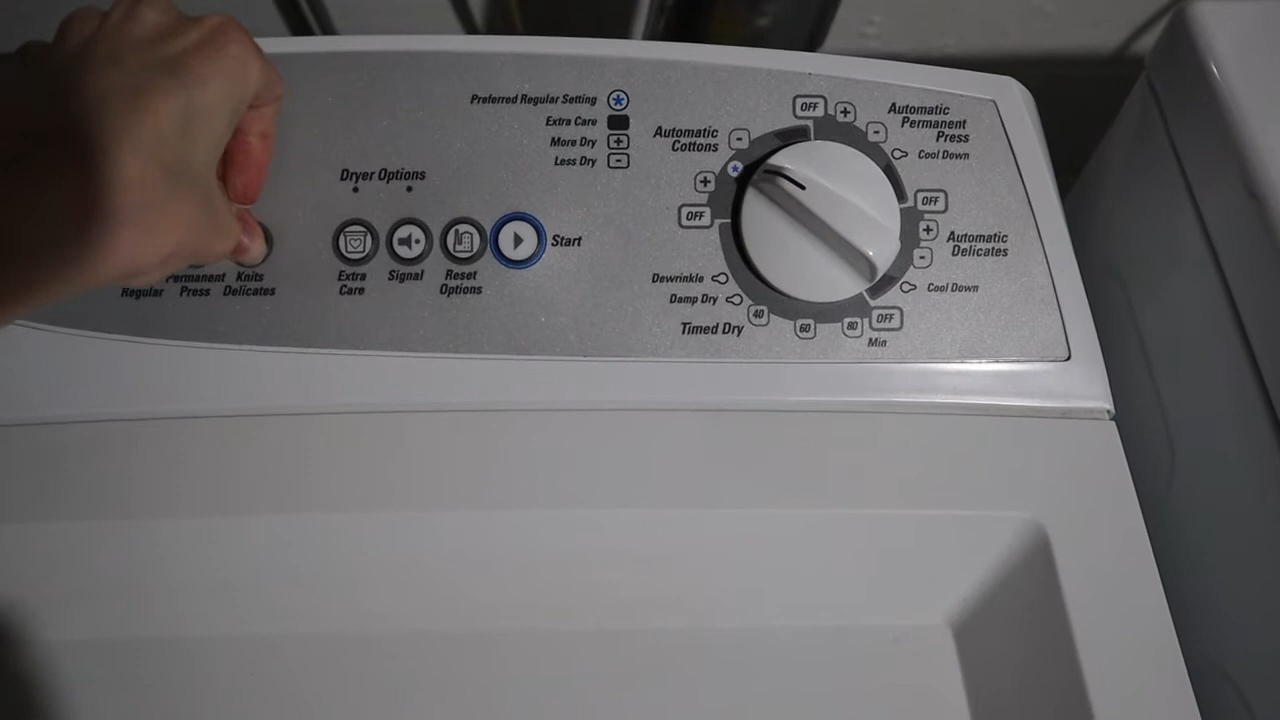 Preferred Regular Setting *
Extra Care
More Dry +
Less Dry -
Dryer Options
Extra
Care
Signal
Reset
Options
Start
Regular
Permanent
Press
Knits
Delicates
Automatic
Cottons
-
*
+
OFF
OFF
+
-
Automatic
Permanent
Press
Cool Down
OFF
+
-
Automatic
Delicates
Cool Down
OFF
Min
80
60
40
Timed Dry
Damp Dry
Dewrinkle